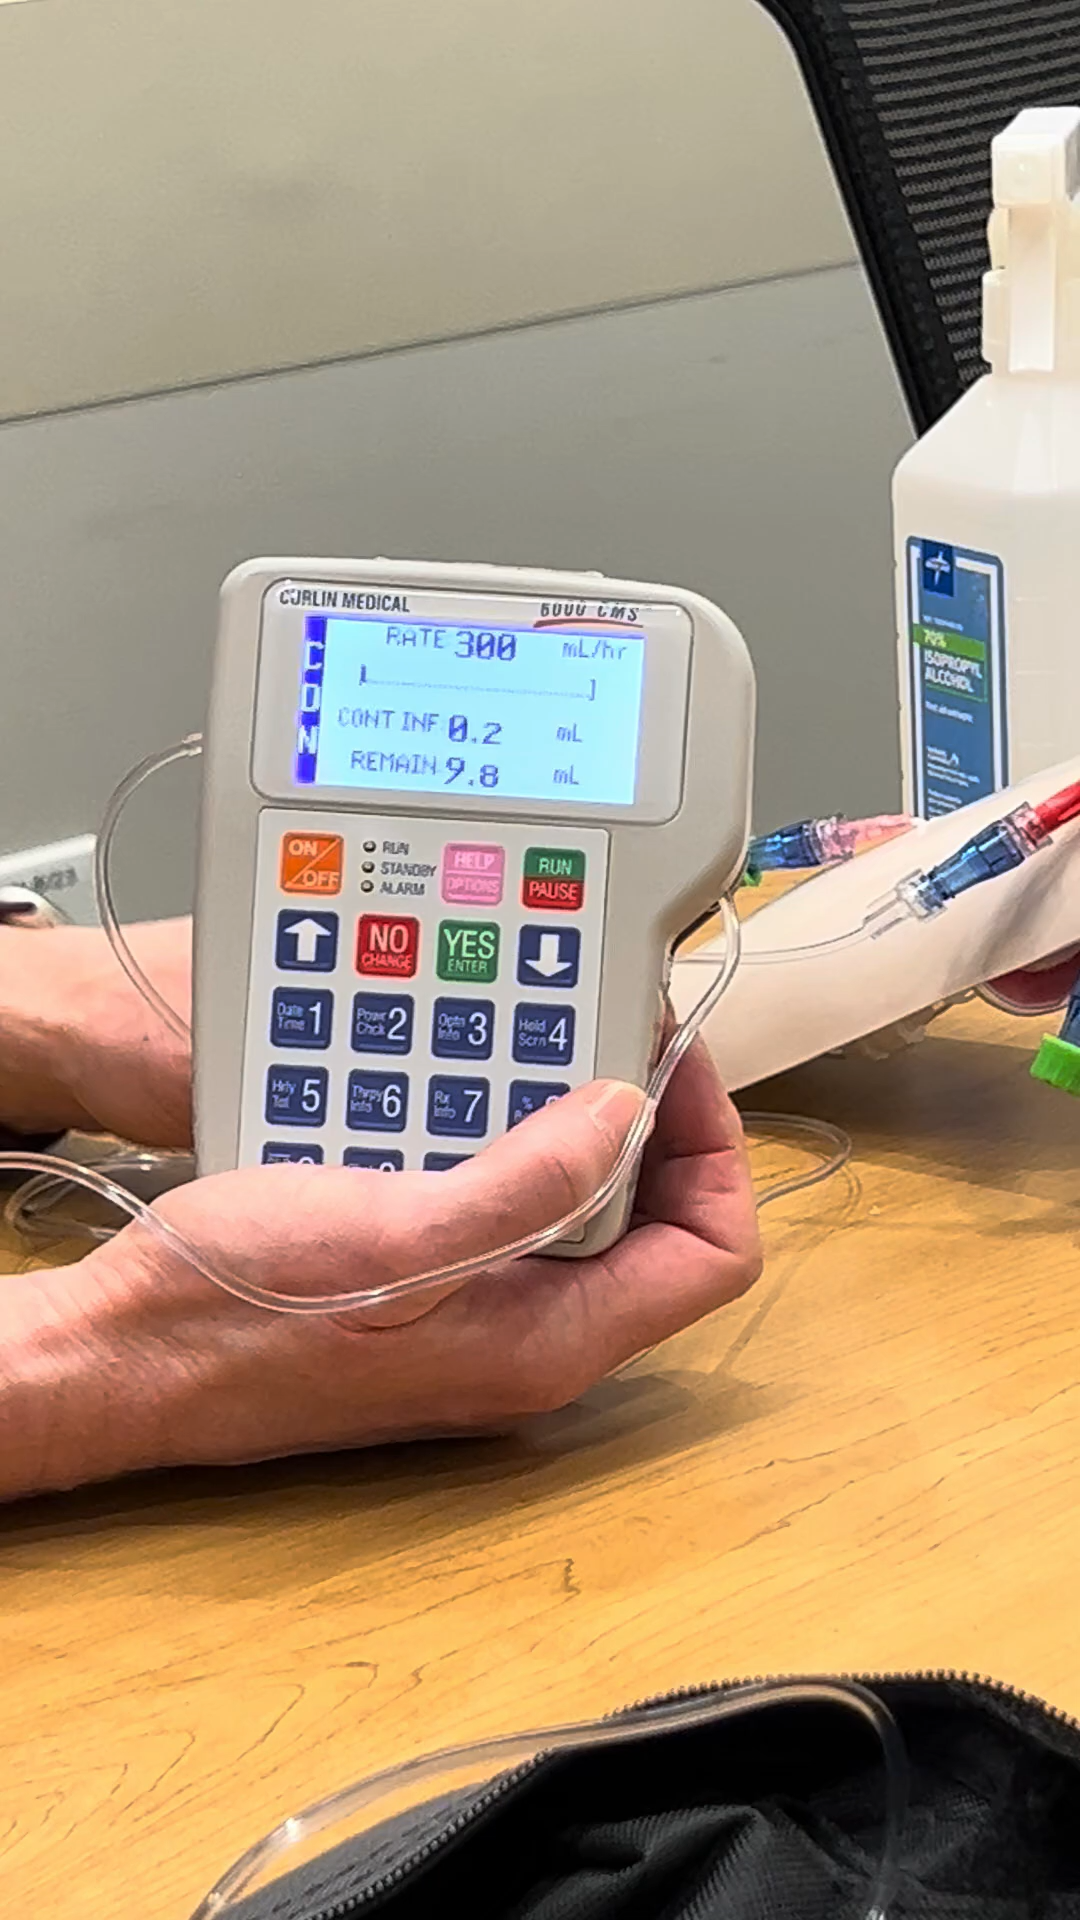 CURLIN MEDICAL
6000 CMS
CON
RATE 300 mL/hr
CONT INF 0.2 mL
REMAIN 9.8 mL
ON/OFF
RUN
STANDBY
ALARM
HELP
OPTIONS
RUN
PAUSE
NO
CHANGE
YES
ENTER
Date
Time 1
Powr
Chck 2
Optn
Info 3
Hold
Scrn 4
Hrly
Tot 5
Thrpy
Info 6
Rx
Info 7
%
70%
ISOPROPYL
ALCOHOL